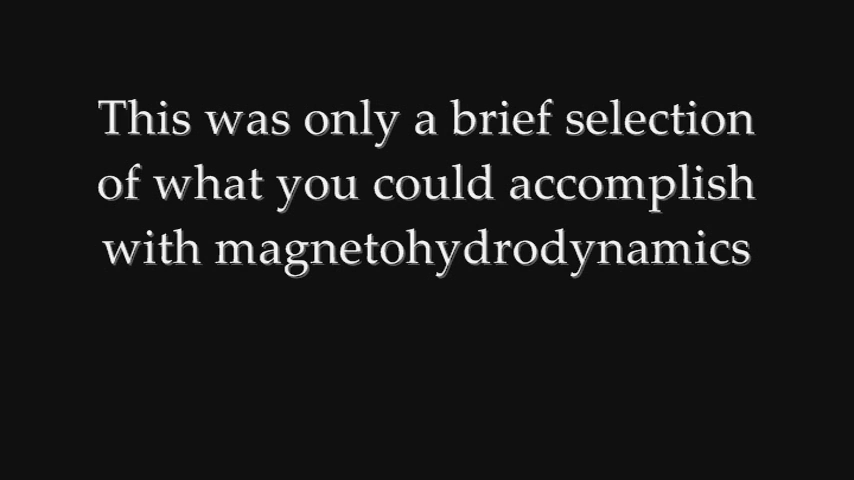 This was only a brief selection
of what you could accomplish
with magnetohydrodynamics